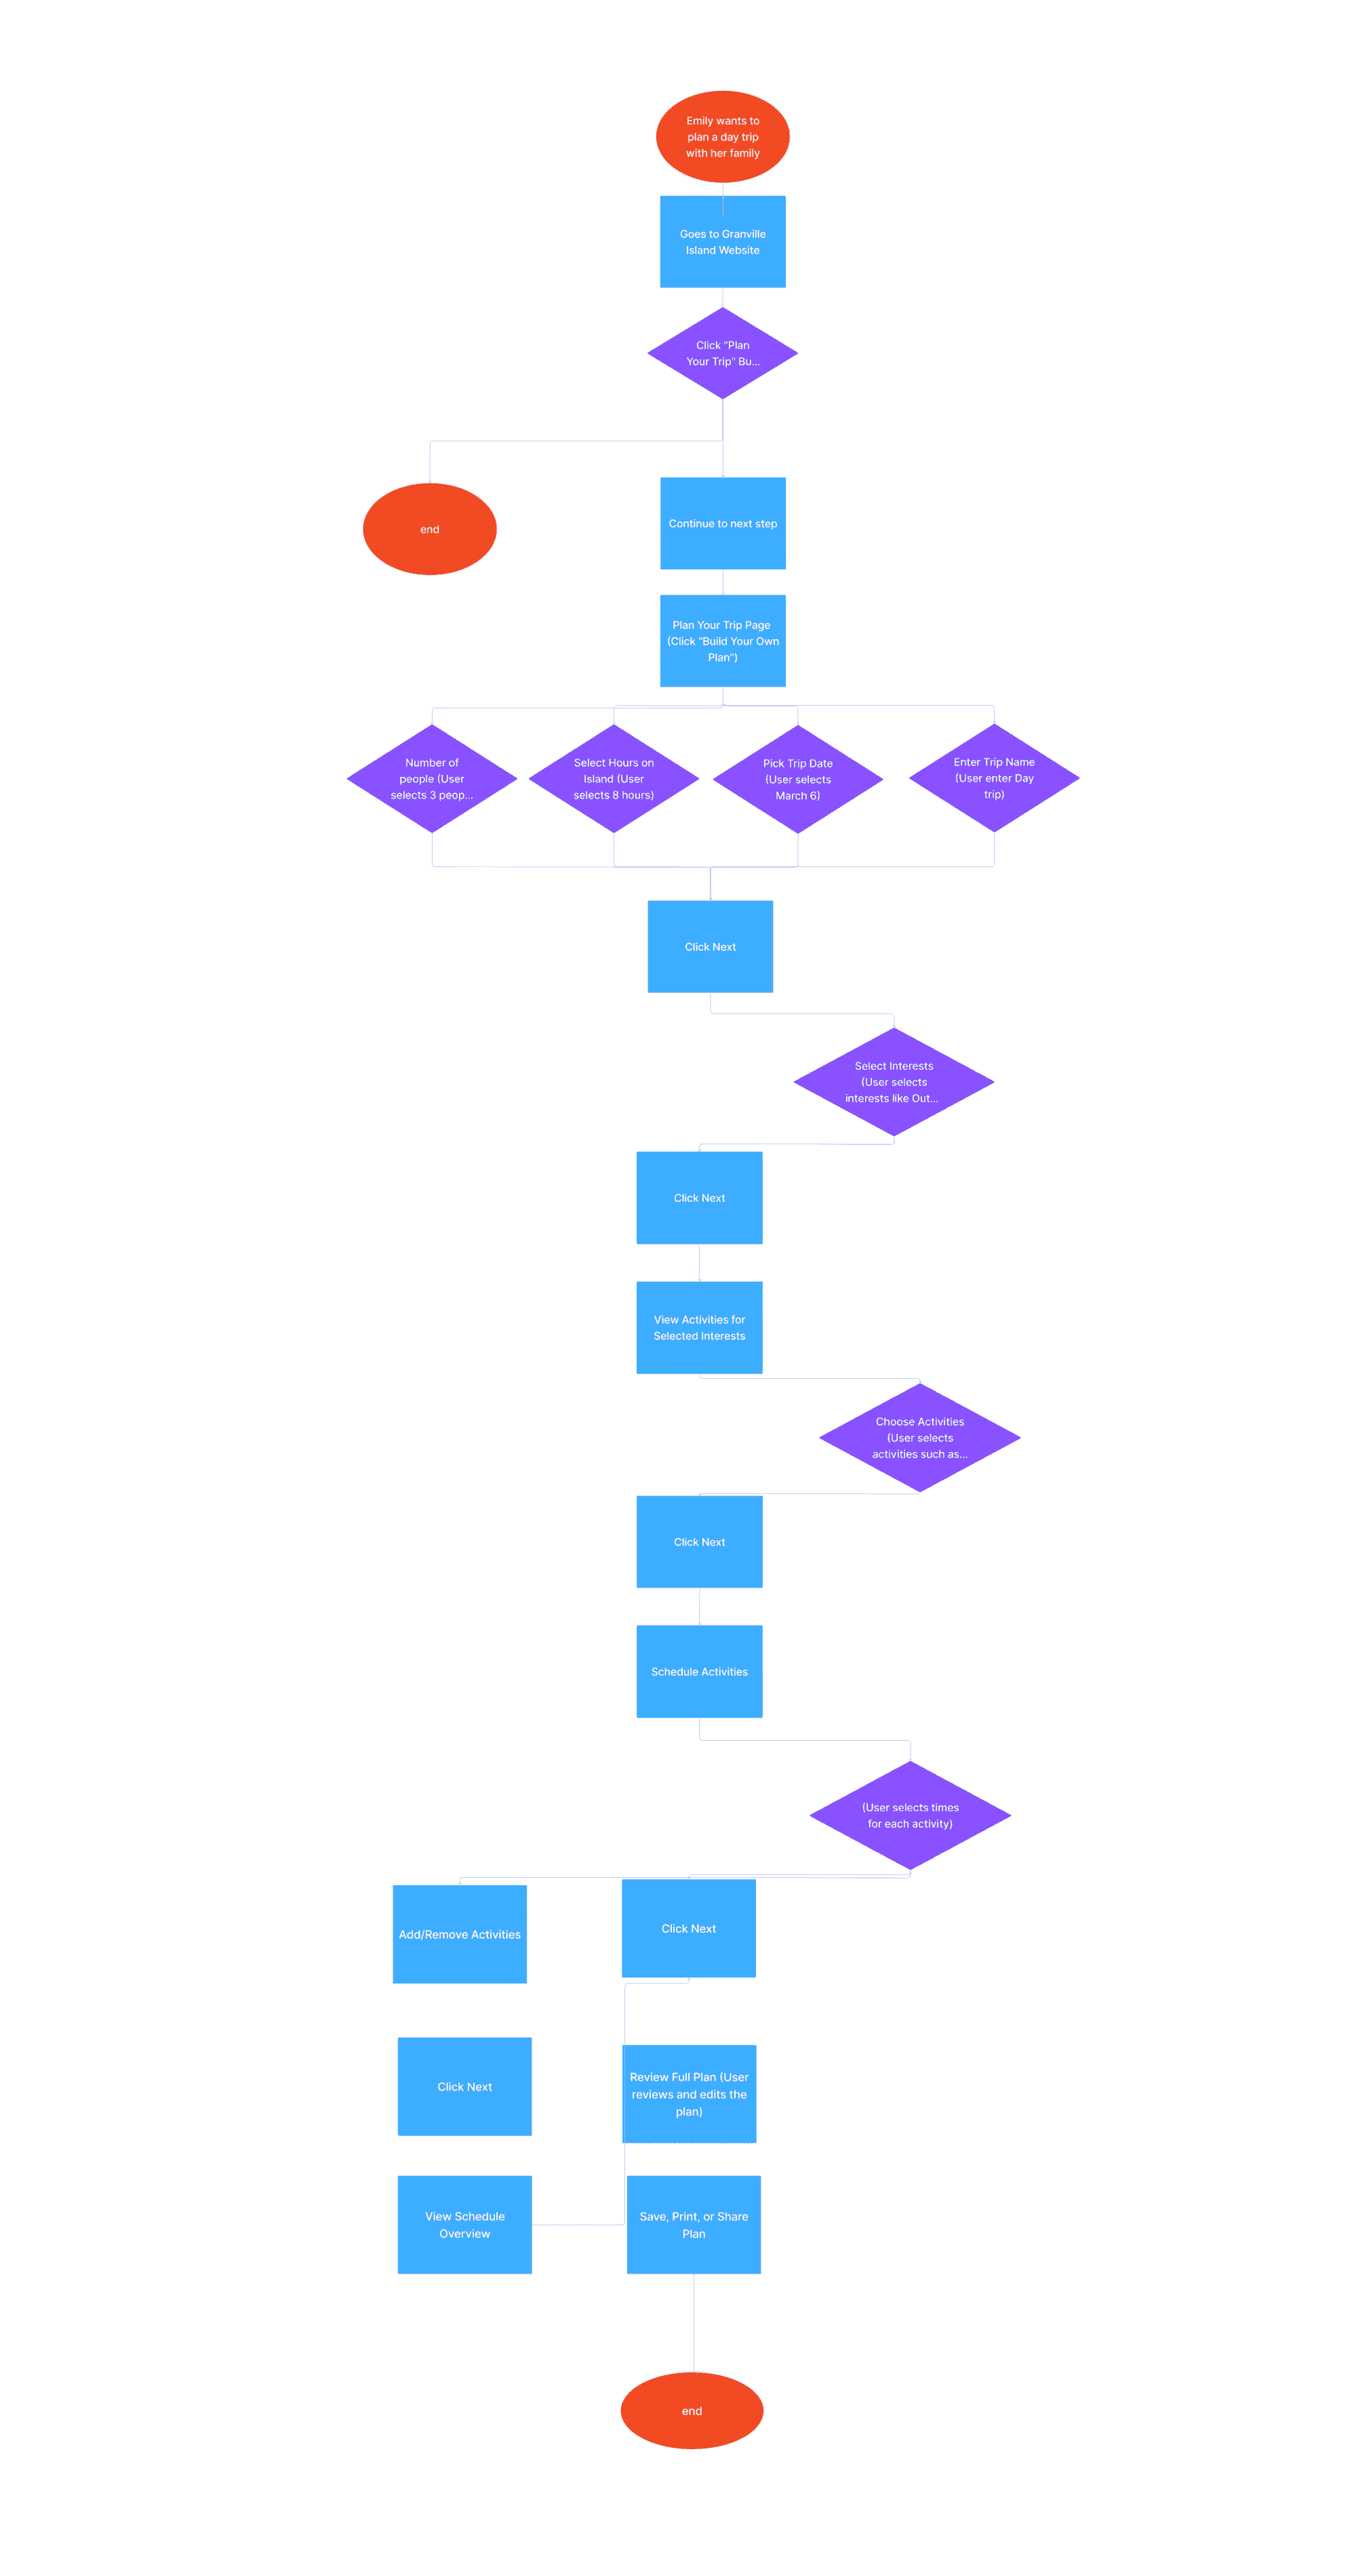 Emily wants to
plan a day trip
with her family
Goes to Granville
Island Website
Click "Plan
Your Trip" Bu...
end
Continue to next step
Plan Your Trip Page
(Click "Build Your Own
Plan")
Number of
people (User
selects 3 peop...
Select Hours on
Island (User
selects 8 hours)
Pick Trip Date
(User selects
March 6)
Enter Trip Name
(User enter Day
trip)
Click Next
Select Interests
(User selects
interests like Out...
Click Next
View Activities for
Selected Interests
Choose Activities
(User selects
activities such as...
Click Next
Schedule Activities
(User selects times
for each activity)
Add/Remove Activities
Click Next
Click Next
Review Full Plan (User
reviews and edits the
plan)
View Schedule
Overview
Save, Print, or Share
Plan
end